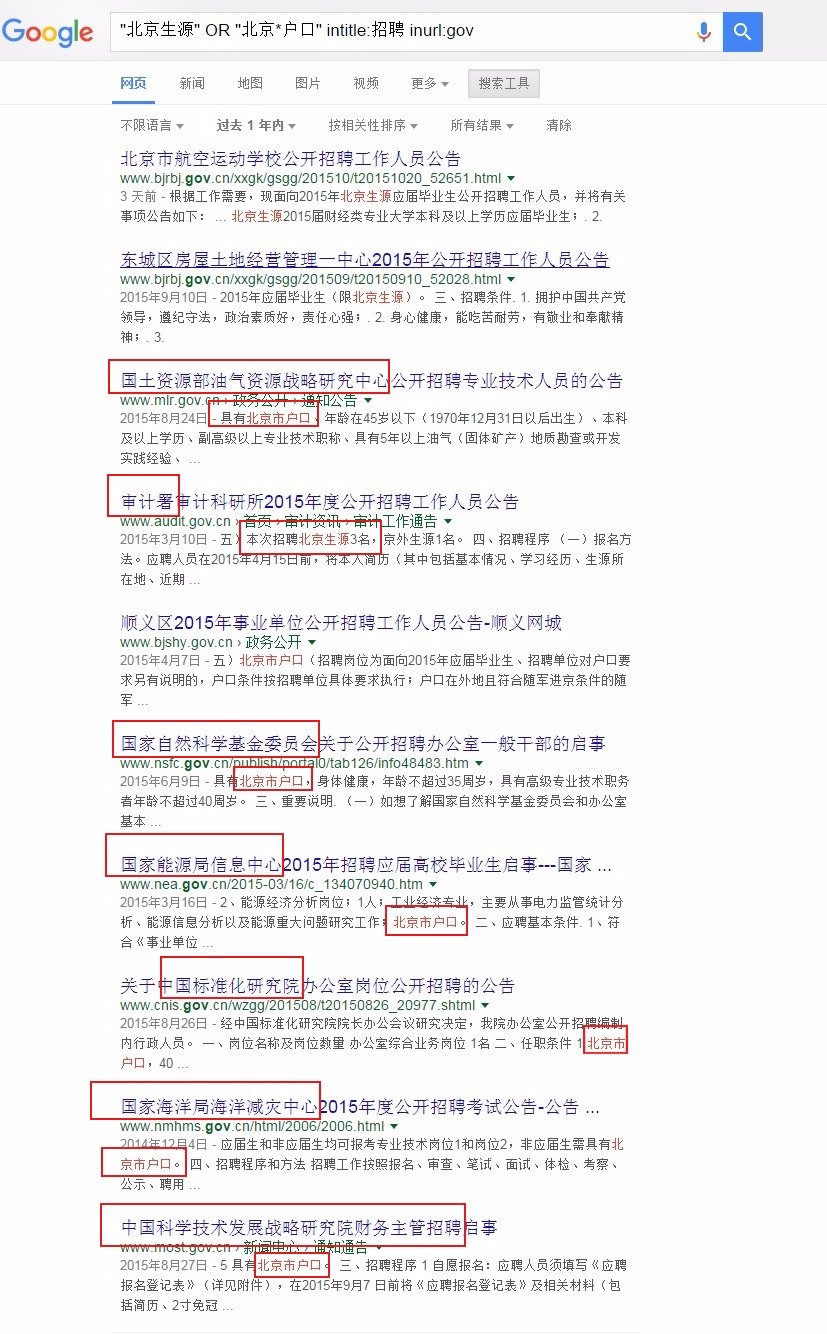 Google
"北京生源" OR "北京*户口" intitle:招聘 inurl:gov
网页 新闻 地图 图片 视频 更多 搜索工具
不限语言 过去 1 年内 按相关性排序 所有结果 清除
北京市航空运动学校公开招聘工作人员公告
www.bjrbj.gov.cn/xxgk/gsgg/201510/t20151020_52651.html
3 天前 - 根据工作需要，现面向2015年北京生源应届毕业生公开招聘工作人员，并将有关
事项公告如下： ... 北京生源2015届财经类专业大学本科及以上学历应届毕业生；. 2.
东城区房屋土地经营管理一中心2015年公开招聘工作人员公告
www.bjrbj.gov.cn/xxgk/gsgg/201509/t20150910_52028.html
2015年9月10日 - 2015年应届毕业生（限北京生源）。 三、招聘条件. 1. 拥护中国共产党
领导，遵纪守法，政治素质好，责任心强；. 2. 身心健康，能吃苦耐劳，有敬业和奉献精
神；. 3.
国土资源部油气资源战略研究中心公开招聘专业技术人员的公告
www.mlr.gov.cn › 政务公开 › 通知公告
2015年8月24日 - 具有北京市户口、年龄在45岁以下（1970年12月31日以后出生）、本科
及以上学历、副高级以上专业技术职称、具有5年以上油气（固体矿产）地质勘查或开发
实践经验、 ...
审计署审计科研所2015年度公开招聘工作人员公告
www.audit.gov.cn › 首页 › 审计资讯 › 审计工作通告
2015年3月10日 - 五）本次招聘北京生源3名，京外生源1名。 四、招聘程序 （一）报名方
法。应聘人员在2015年4月15日前，将本人简历（其中包括基本情况、学习经历、生源所
在地、近期 ...
顺义区2015年事业单位公开招聘工作人员公告-顺义网城
www.bjshy.gov.cn › 政务公开
2015年4月7日 - 五）北京市户口（招聘岗位为面向2015年应届毕业生、招聘单位对户口要
求另有说明的，户口条件按招聘单位具体要求执行；户口在外地且符合随军进京条件的随
军 ...
国家自然科学基金委员会关于公开招聘办公室一般干部的启事
www.nsfc.gov.cn/publish/portal0/tab126/info48483.htm
2015年6月9日 - 具有北京市户口，身体健康，年龄不超过35周岁，具有高级专业技术职务
者年龄不超过40周岁。 三、重要说明. （一）如想了解国家自然科学基金委员会和办公室
基本 ...
国家能源局信息中心2015年招聘应届高校毕业生启事---国家 ...
www.nea.gov.cn/2015-03/16/c_134070940.htm
2015年3月16日 - 2、能源经济分析岗位；1人；工业经济专业，主要从事电力监管统计分
析、能源信息分析以及能源重大问题研究工作；北京市户口。 二、应聘基本条件. 1、符
合《事业单位 ...
关于中国标准化研究院办公室岗位公开招聘的公告
www.cnis.gov.cn/wzgg/201508/t20150826_20977.shtml
2015年8月26日 - 经中国标准化研究院院长办公会议研究决定，我院办公室公开招聘编制
内行政人员。 一、岗位名称及岗位数量 办公室综合业务岗位 1名 二、任职条件 1 北京市
户口，40 ...
国家海洋局海洋减灾中心2015年度公开招聘考试公告-公告 ...
www.nmhms.gov.cn/html/2006/2006.html
2014年12月4日 - 应届生和非应届生均可报考专业技术岗位1和岗位2，非应届生需具有北
京市户口。 四、招聘程序和方法 招聘工作按照报名、审查、笔试、面试、体检、考察、
公示、聘用 ...
中国科学技术发展战略研究院财务主管招聘启事
www.most.gov.cn › 新闻中心 › 通知通告
2015年8月27日 - 5 具有北京市户口。 三、招聘程序 1 自愿报名：应聘人员须填写《应聘
报名登记表》（详见附件），在2015年9月7 日前将《应聘报名登记表》及相关材料（包
括简历、2寸免冠 ...